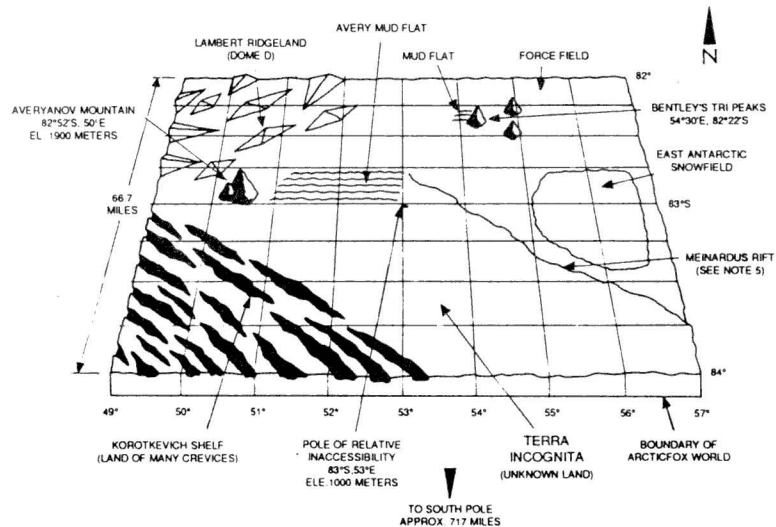 AVERY MUD FLAT
LAMBERT RIDGELAND
(DOME D)
MUD FLAT
FORCE FIELD
N
82°
AVERYANOV MOUNTAIN
82°52'S, 50°E
EL. 1900 METERS
BENTLEY'S TRI PEAKS
54°30'E, 82°22'S
EAST ANTARCTIC
SNOWFIELD
66.7
MILES
83°S
MEINARDUS RIFT
(SEE NOTE 5)
84°
49°
50°
51°
52°
53°
54°
55°
56°
57°
KOROTKEVICH SHELF
(LAND OF MANY CREVICES)
POLE OF RELATIVE
INACCESSIBILITY
83°S,53°E
ELE.1000 METERS
TERRA
INCOGNITA
(UNKNOWN LAND)
BOUNDARY OF
ARCTICFOX WORLD
TO SOUTH POLE
APPROX. 717 MILES